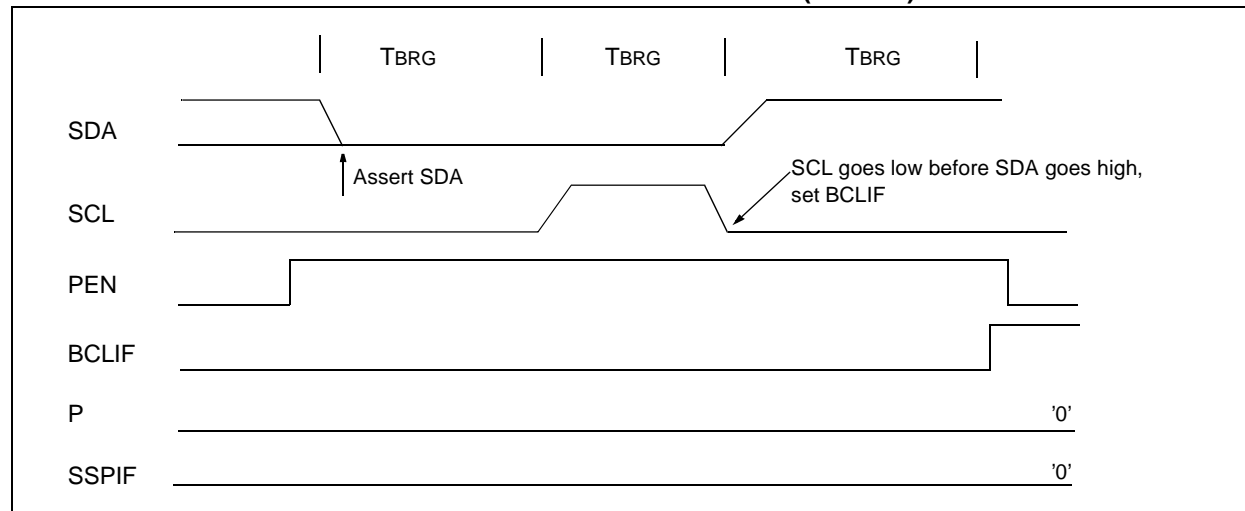 TBRG TBRG TBRG
SDA
Assert SDA
SCL goes low before SDA goes high,
set BCLIF
SCL
PEN
BCLIF
P '0'
SSPIF '0'